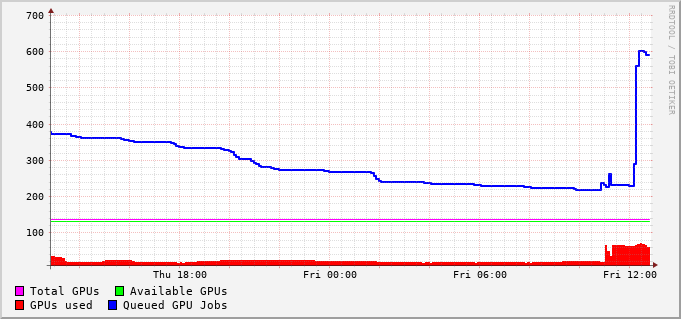 700
600
500
400
300
200
100
Thu 18:00 Fri 00:00 Fri 06:00 Fri 12:00
Total GPUs Available GPUs
GPUs used Queued GPU Jobs
RRDTOOL / TOBI OETIKER